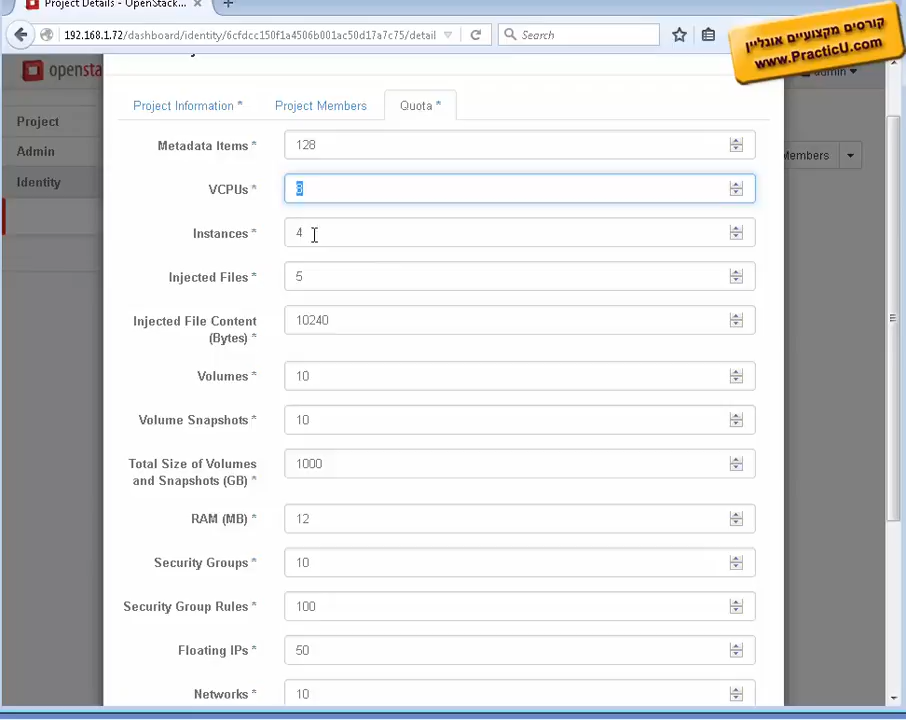 Project Details - OpenStack...
192.168.1.72/dashboard/identity/6cfdcc150f1a4506b001ac50d17a7c75/detail
Search
קורסים מקצועיים אונליין
www.PracticU.com
opensta
admin
Project
Admin
Identity
Members
Project Information *
Project Members
Quota *
Metadata Items *
128
VCPUs *
8
Instances *
4
Injected Files *
5
Injected File Content
(Bytes) *
10240
Volumes *
10
Volume Snapshots *
10
Total Size of Volumes
and Snapshots (GB) *
1000
RAM (MB) *
12
Security Groups *
10
Security Group Rules *
100
Floating IPs *
50
Networks *
10